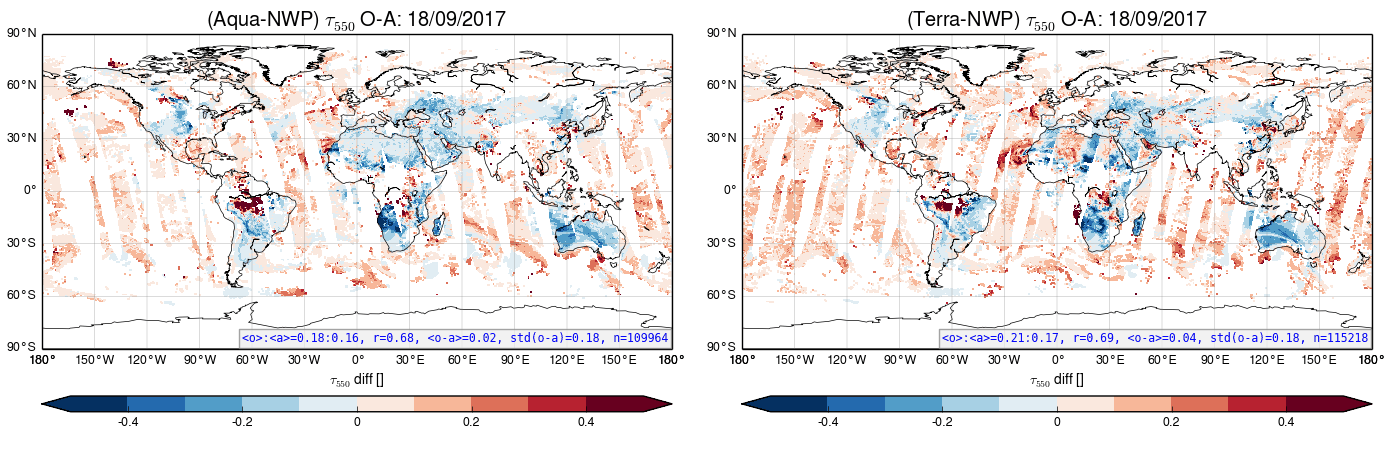 (Aqua-NWP) τ550 O-A: 18/09/2017
90°N
60°N
30°N
0°
30°S
60°S
90°S
180° 150°W 120°W 90°W 60°W 30°W 0° 30°E 60°E 90°E 120°E 150°E 180°
<o>:<a>=0.18:0.16, r=0.68, <o-a>=0.02, std(o-a)=0.18, n=109964
τ550 diff []
-0.4 -0.2 0 0.2 0.4
(Terra-NWP) τ550 O-A: 18/09/2017
90°N
60°N
30°N
0°
30°S
60°S
90°S
180° 150°W 120°W 90°W 60°W 30°W 0° 30°E 60°E 90°E 120°E 150°E 180°
<o>:<a>=0.21:0.17, r=0.69, <o-a>=0.04, std(o-a)=0.18, n=115218
τ550 diff []
-0.4 -0.2 0 0.2 0.4